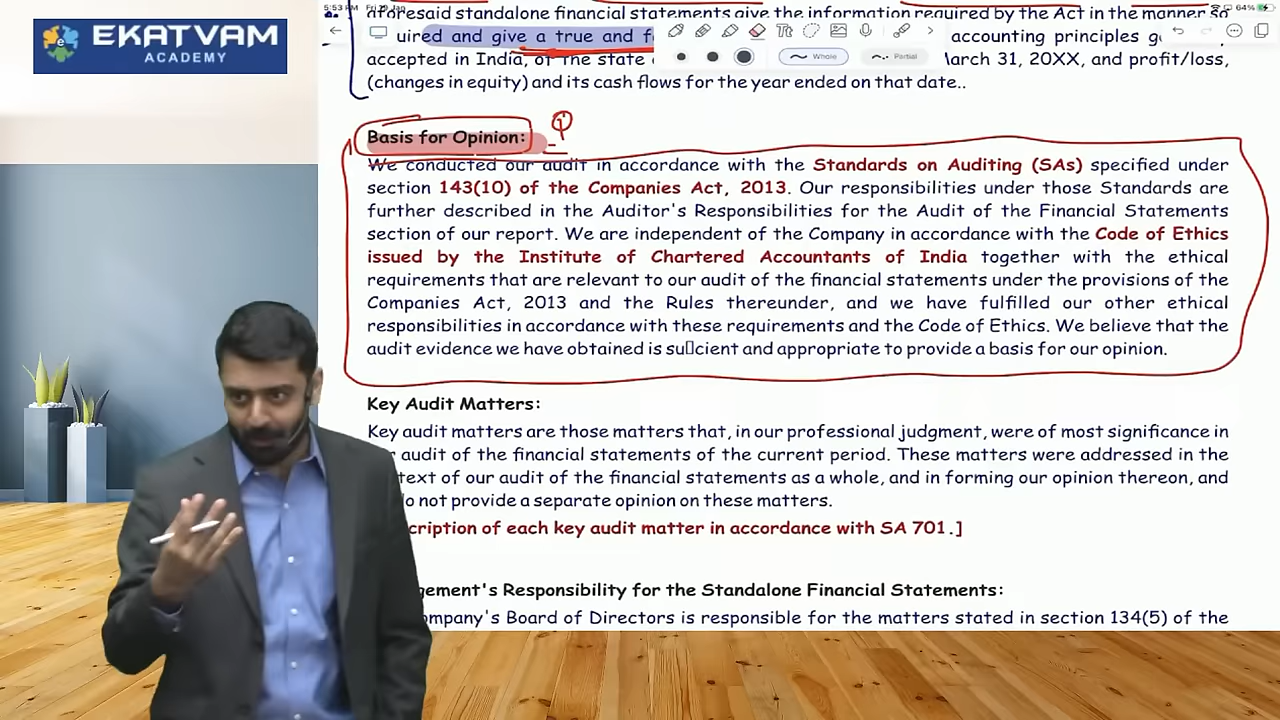 5:53 PM Fri
64%
EKATVAM
ACADEMY
aforesaid standalone financial statements give the information required by the Act in the manner so
uired and give a true and f
accounting principles g
accepted in India, of the state
arch 31, 20XX, and profit/loss,
Whole
Partial
(changes in equity) and its cash flows for the year ended on that date..
Basis for Opinion:
We conducted our audit in accordance with the Standards on Auditing (SAs) specified under
section 143(10) of the Companies Act, 2013. Our responsibilities under those Standards are
further described in the Auditor's Responsibilities for the Audit of the Financial Statements
section of our report. We are independent of the Company in accordance with the Code of Ethics
issued by the Institute of Chartered Accountants of India together with the ethical
requirements that are relevant to our audit of the financial statements under the provisions of the
Companies Act, 2013 and the Rules thereunder, and we have fulfilled our other ethical
responsibilities in accordance with these requirements and the Code of Ethics. We believe that the
audit evidence we have obtained is su▯cient and appropriate to provide a basis for our opinion.
Key Audit Matters:
Key audit matters are those matters that, in our professional judgment, were of most significance in
r audit of the financial statements of the current period. These matters were addressed in the
text of our audit of the financial statements as a whole, and in forming our opinion thereon, and
do not provide a separate opinion on these matters.
cription of each key audit matter in accordance with SA 701.]
gement's Responsibility for the Standalone Financial Statements:
ompany's Board of Directors is responsible for the matters stated in section 134(5) of the